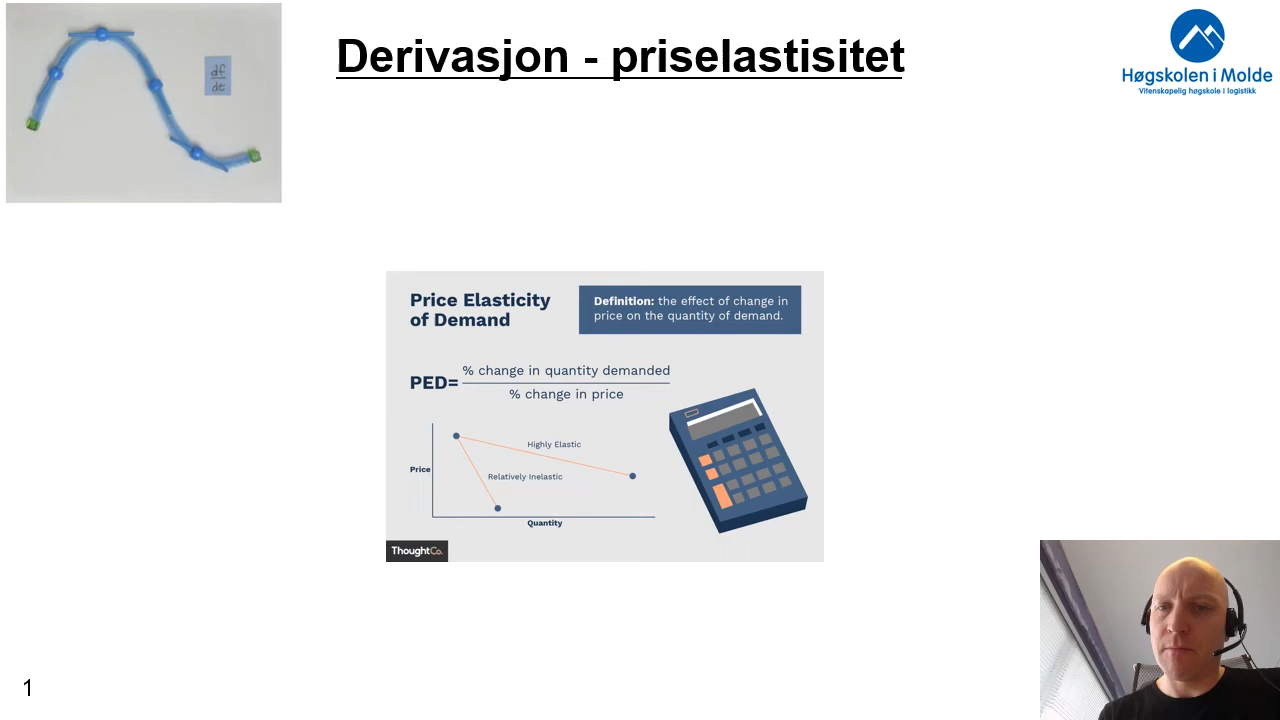 Derivasjon - priselastisitet
df
dt
Høgskolen i Molde
Vitenskapelig høgskole i logistikk
Price Elasticity
of Demand
Definition: the effect of change in
price on the quantity of demand.
PED=
% change in quantity demanded
% change in price
Highly Elastic
Price
Relatively Inelastic
Quantity
ThoughtCo.
1